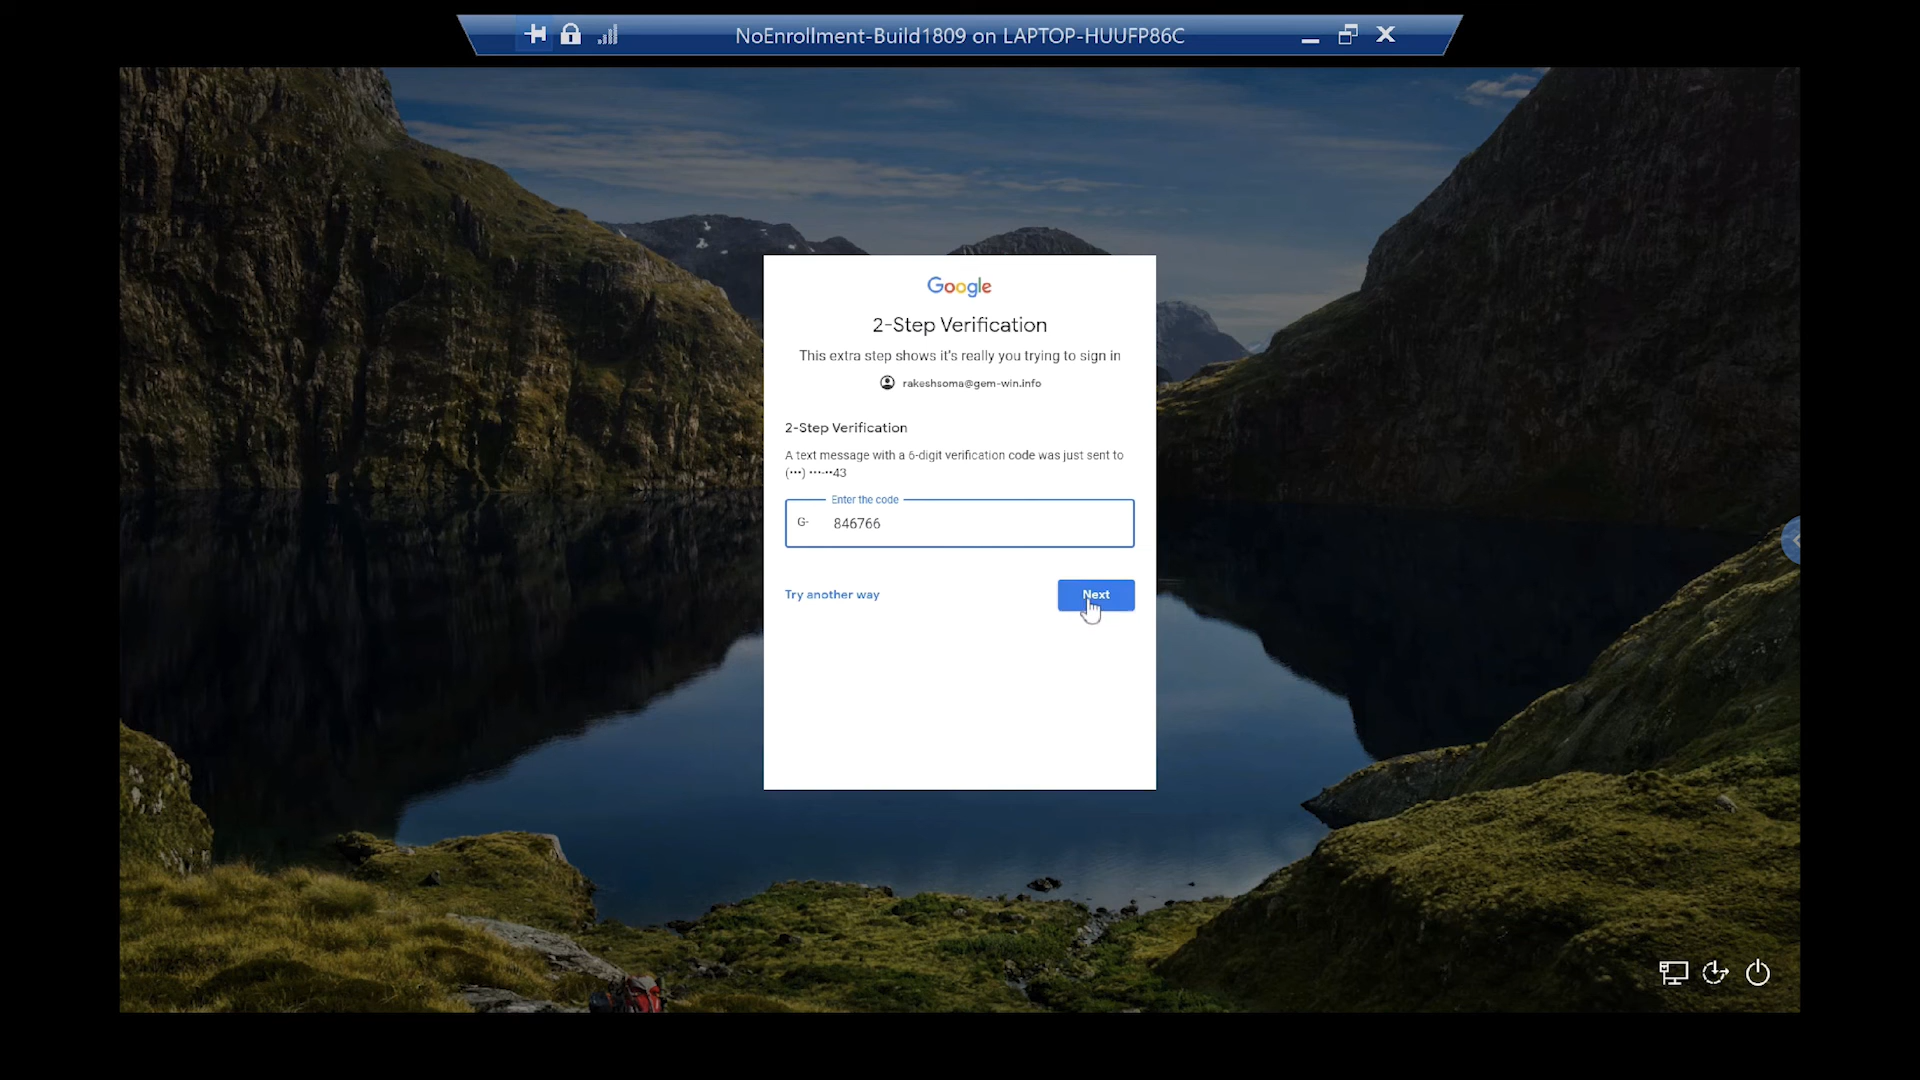 NoEnrollment-Build1809 on LAPTOP-HUUFP86C
Google
2-Step Verification
This extra step shows it's really you trying to sign in
rakeshsoma@gem-win.info
2-Step Verification
A text message with a 6-digit verification code was just sent to
(•••) •••-••43
Enter the code
G- 846766
Try another way
Next